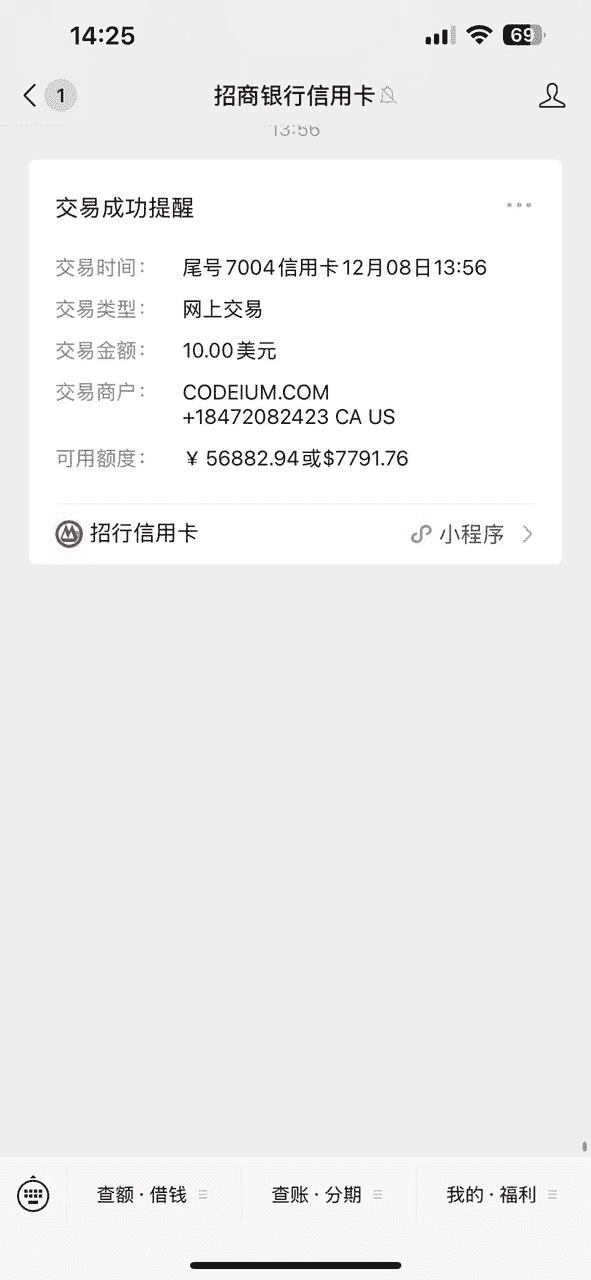 14:25
69
1
招商银行信用卡
13:56
交易成功提醒
交易时间： 尾号7004信用卡12月08日13:56
交易类型： 网上交易
交易金额： 10.00美元
交易商户： CODEIUM.COM
+18472082423 CA US
可用额度： ￥56882.94或$7791.76
招行信用卡 小程序
查额·借钱 查账·分期 我的·福利